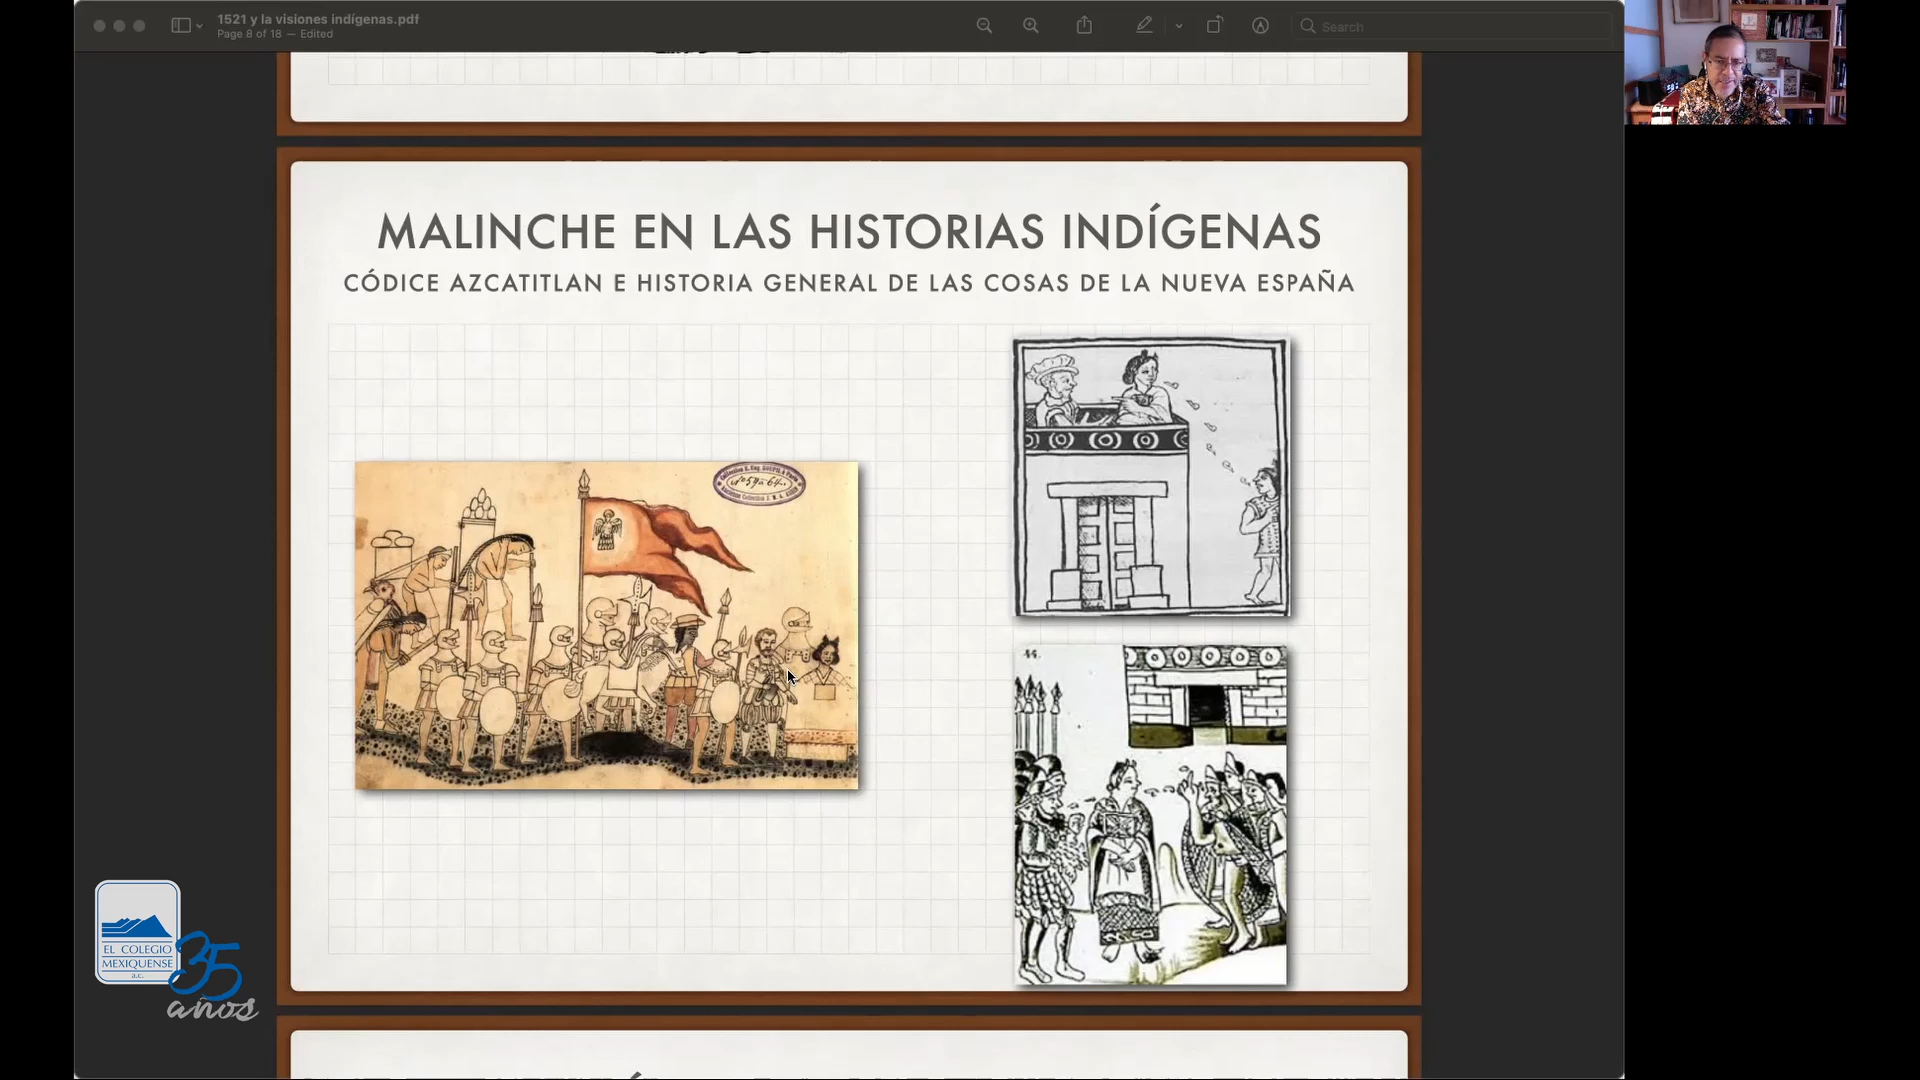 1521 y la visiones indígenas.pdf
Page 8 of 18 — Edited
Search
MALINCHE EN LAS HISTORIAS INDÍGENAS
CÓDICE AZCATITLAN E HISTORIA GENERAL DE LAS COSAS DE LA NUEVA ESPAÑA
44.
EL COLEGIO
MEXIQUENSE
a.c.
35
años